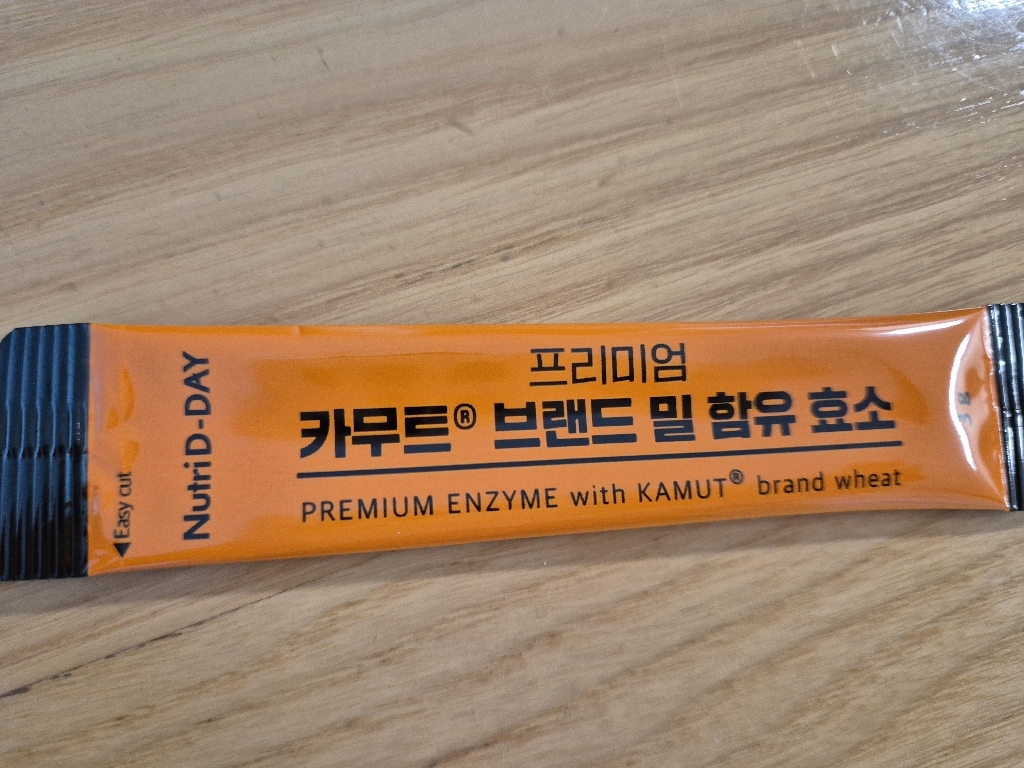 프리미엄
카무트® 브랜드 밀 함유 효소
PREMIUM ENZYME with KAMUT® brand wheat
NutriD-DAY
◀Easy cut
3g